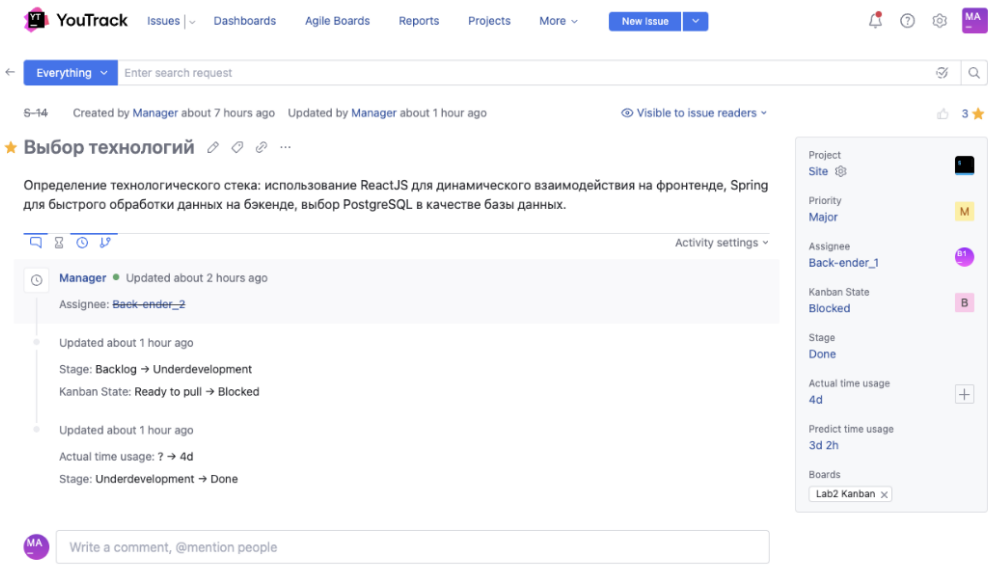 YT YouTrack Issues Dashboards Agile Boards Reports Projects More New Issue MA
Everything Enter search request
S-14 Created by Manager about 7 hours ago Updated by Manager about 1 hour ago Visible to issue readers 3
Выбор технологий
Определение технологического стека: использование ReactJS для динамического взаимодействия на фронтенде, Spring
для быстрого обработки данных на бэкенде, выбор PostgreSQL в качестве базы данных.
Activity settings
Manager Updated about 2 hours ago
Assignee: Back-ender_2
Updated about 1 hour ago
Stage: Backlog → Underdevelopment
Kanban State: Ready to pull → Blocked
Updated about 1 hour ago
Actual time usage: ? → 4d
Stage: Underdevelopment → Done
MA Write a comment, @mention people
Project
Site
Priority
Major M
Assignee
Back-ender_1 B1
Kanban State
Blocked B
Stage
Done
Actual time usage
4d
Predict time usage
3d 2h
Boards
Lab2 Kanban